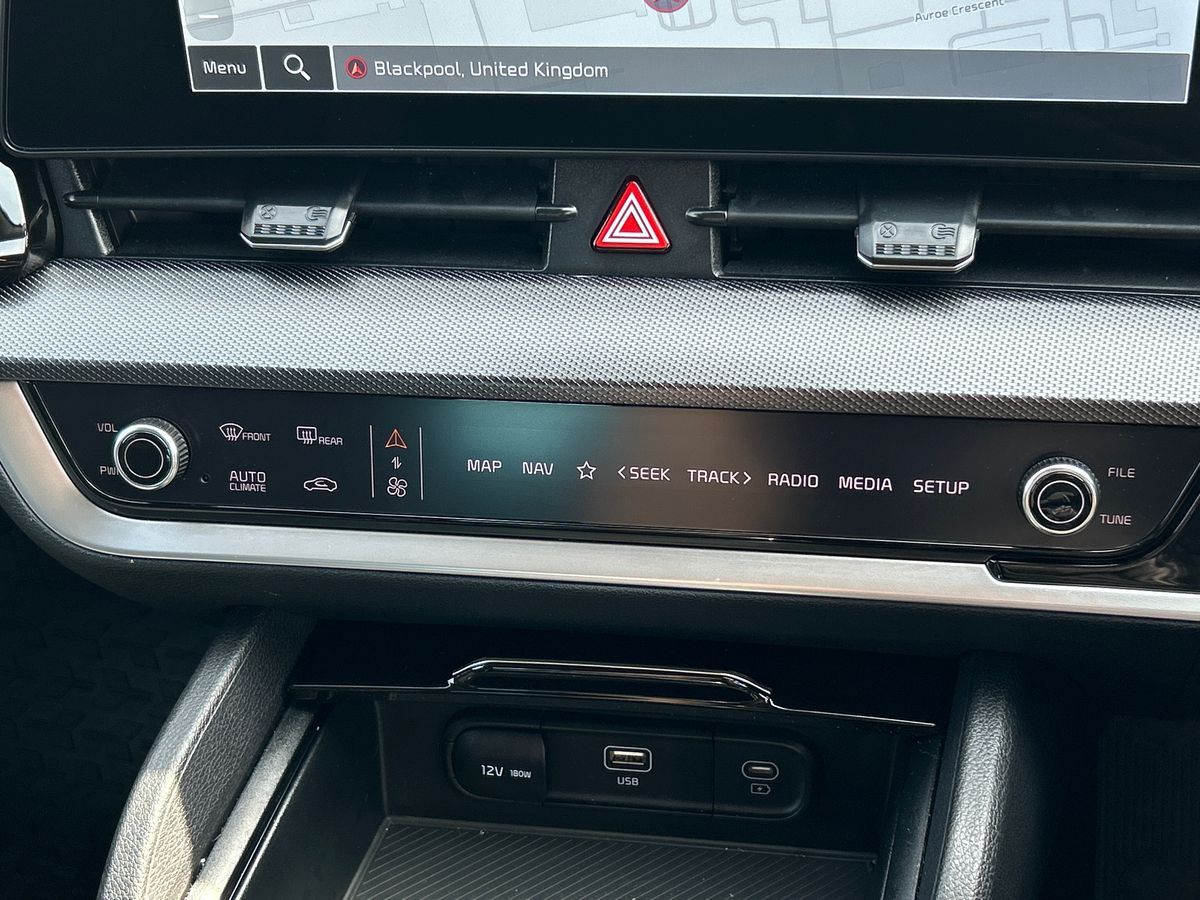 Avroe Crescent
Menu
Blackpool, United Kingdom
VOL
PWR
FRONT
REAR
AUTO
CLIMATE
MAP
NAV
<SEEK
TRACK>
RADIO
MEDIA
SETUP
FILE
TUNE
12V 180W
USB